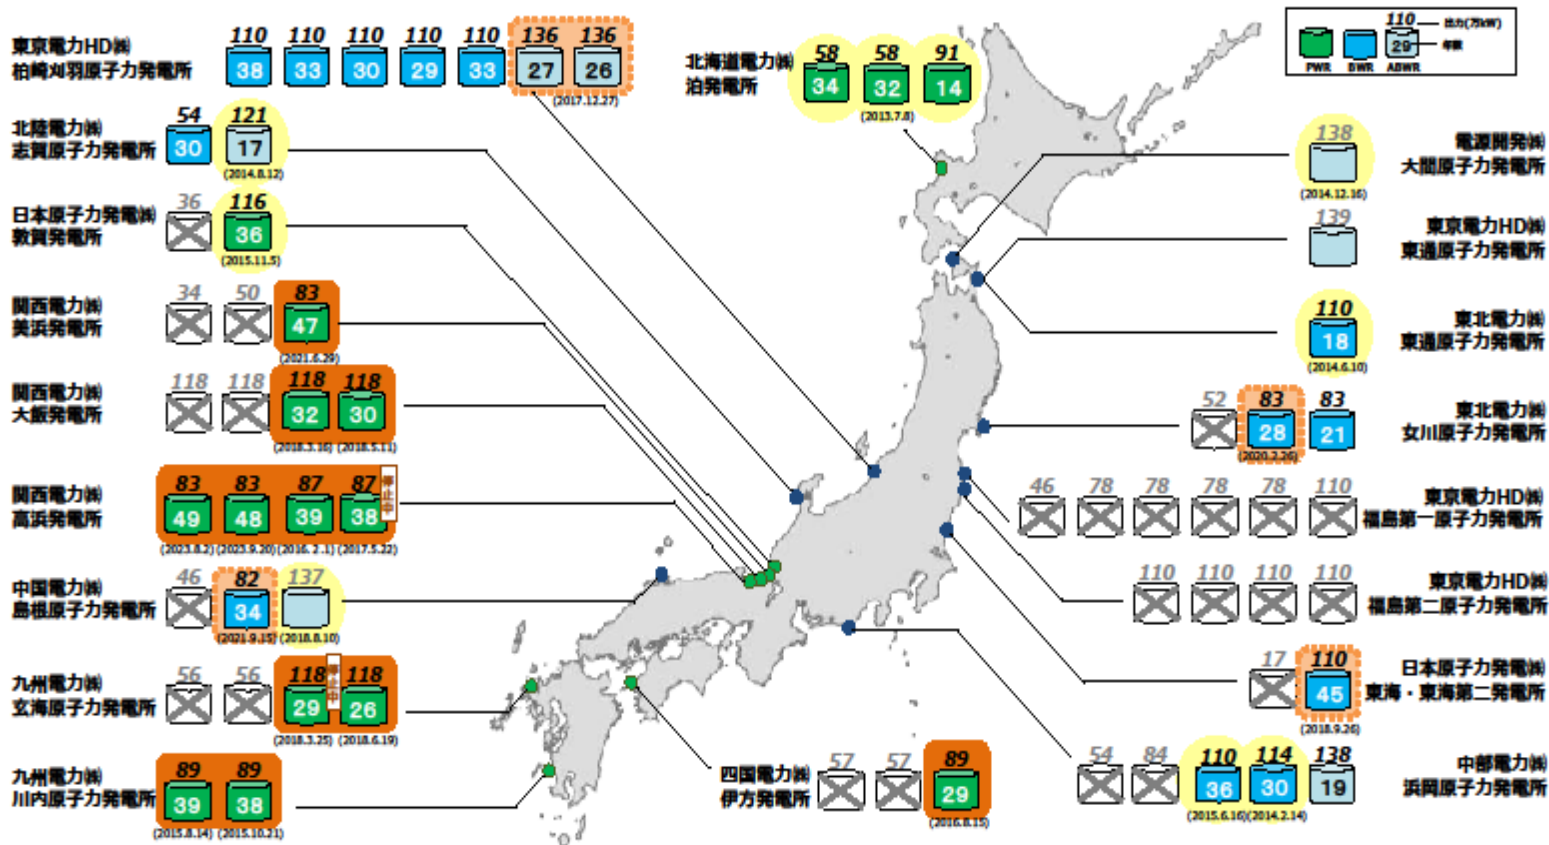 東京電力HD㈱
柏崎刈羽原子力発電所
110 110 110 110 110 136 136
38 33 30 29 33 27 26
(2017.12.27)
北海道電力㈱
泊発電所
58 58 91
34 32 14
(2013.7.8)
110 出力(万kW)
29 年数
PWR BWR ABWR
北陸電力㈱
志賀原子力発電所
54 121
30 17
(2014.8.12)
日本原子力発電㈱
敦賀発電所
36 116
36
(2015.11.5)
関西電力㈱
美浜発電所
34 50 83
47
(2021.6.29)
関西電力㈱
大飯発電所
118 118 118 118
32 30
(2018.3.16) (2018.5.11)
関西電力㈱
高浜発電所
83 83 87 87
停止中
49 48 39 38
(2023.8.2) (2023.9.20) (2016.2.1) (2017.5.22)
中国電力㈱
島根原子力発電所
46 82 137
34
(2021.9.15) (2018.8.10)
九州電力㈱
玄海原子力発電所
56 56 118 118
停止中
29 26
(2018.3.25) (2018.6.19)
九州電力㈱
川内原子力発電所
89 89
39 38
(2015.8.14) (2015.10.21)
四国電力㈱
伊方発電所
57 57 89
29
(2016.8.15)
138
電源開発㈱
大間原子力発電所
(2014.12.16)
139
東京電力HD㈱
東通原子力発電所
110
18
東北電力㈱
東通原子力発電所
(2014.6.10)
52 83 83
28 21
東北電力㈱
女川原子力発電所
(2020.2.26)
46 78 78 78 78 110
東京電力HD㈱
福島第一原子力発電所
110 110 110 110
東京電力HD㈱
福島第二原子力発電所
17 110
45
日本原子力発電㈱
東海・東海第二発電所
(2018.9.26)
54 84 110 114 138
36 30 19
中部電力㈱
浜岡原子力発電所
(2015.6.16) (2014.2.14)